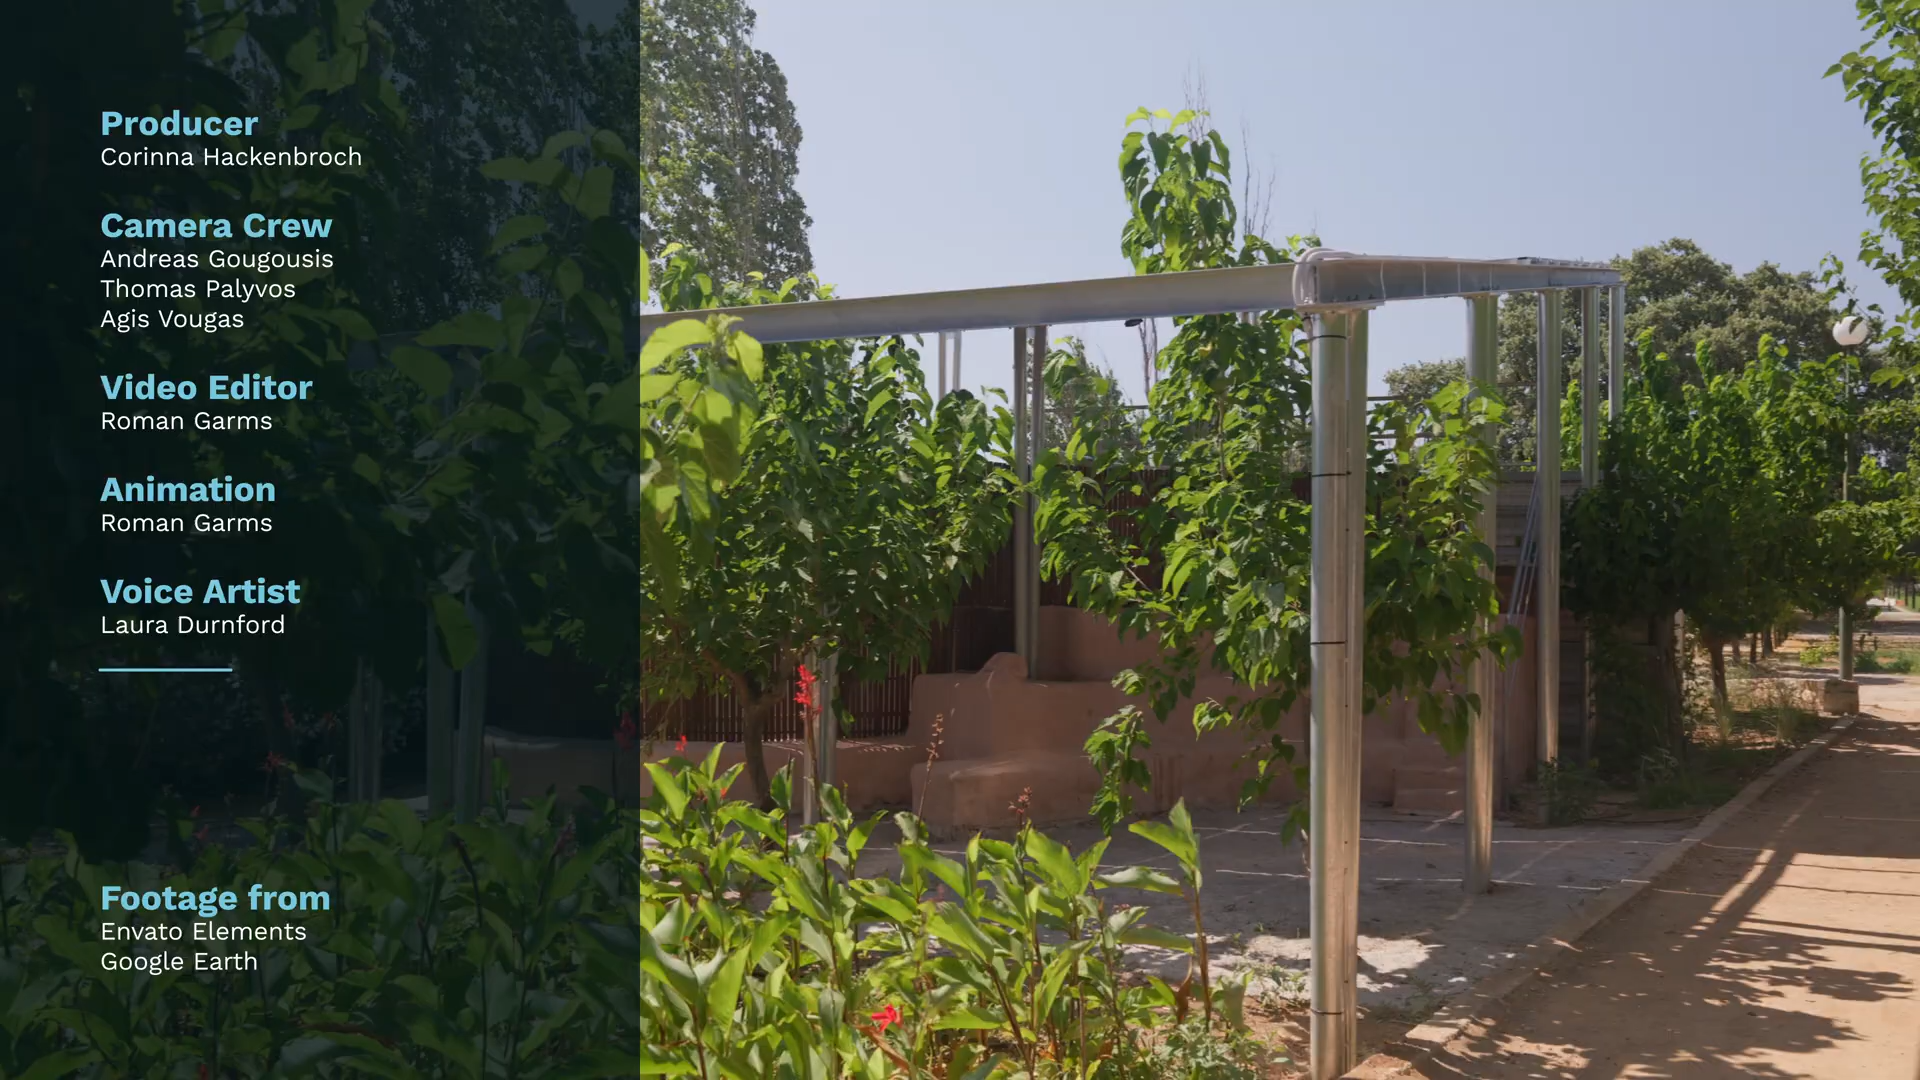 Producer
Corinna Hackenbroch
Camera Crew
Andreas Gougousis
Thomas Palyvos
Agis Vougas
Video Editor
Roman Garms
Animation
Roman Garms
Voice Artist
Laura Durnford
Footage from
Envato Elements
Google Earth